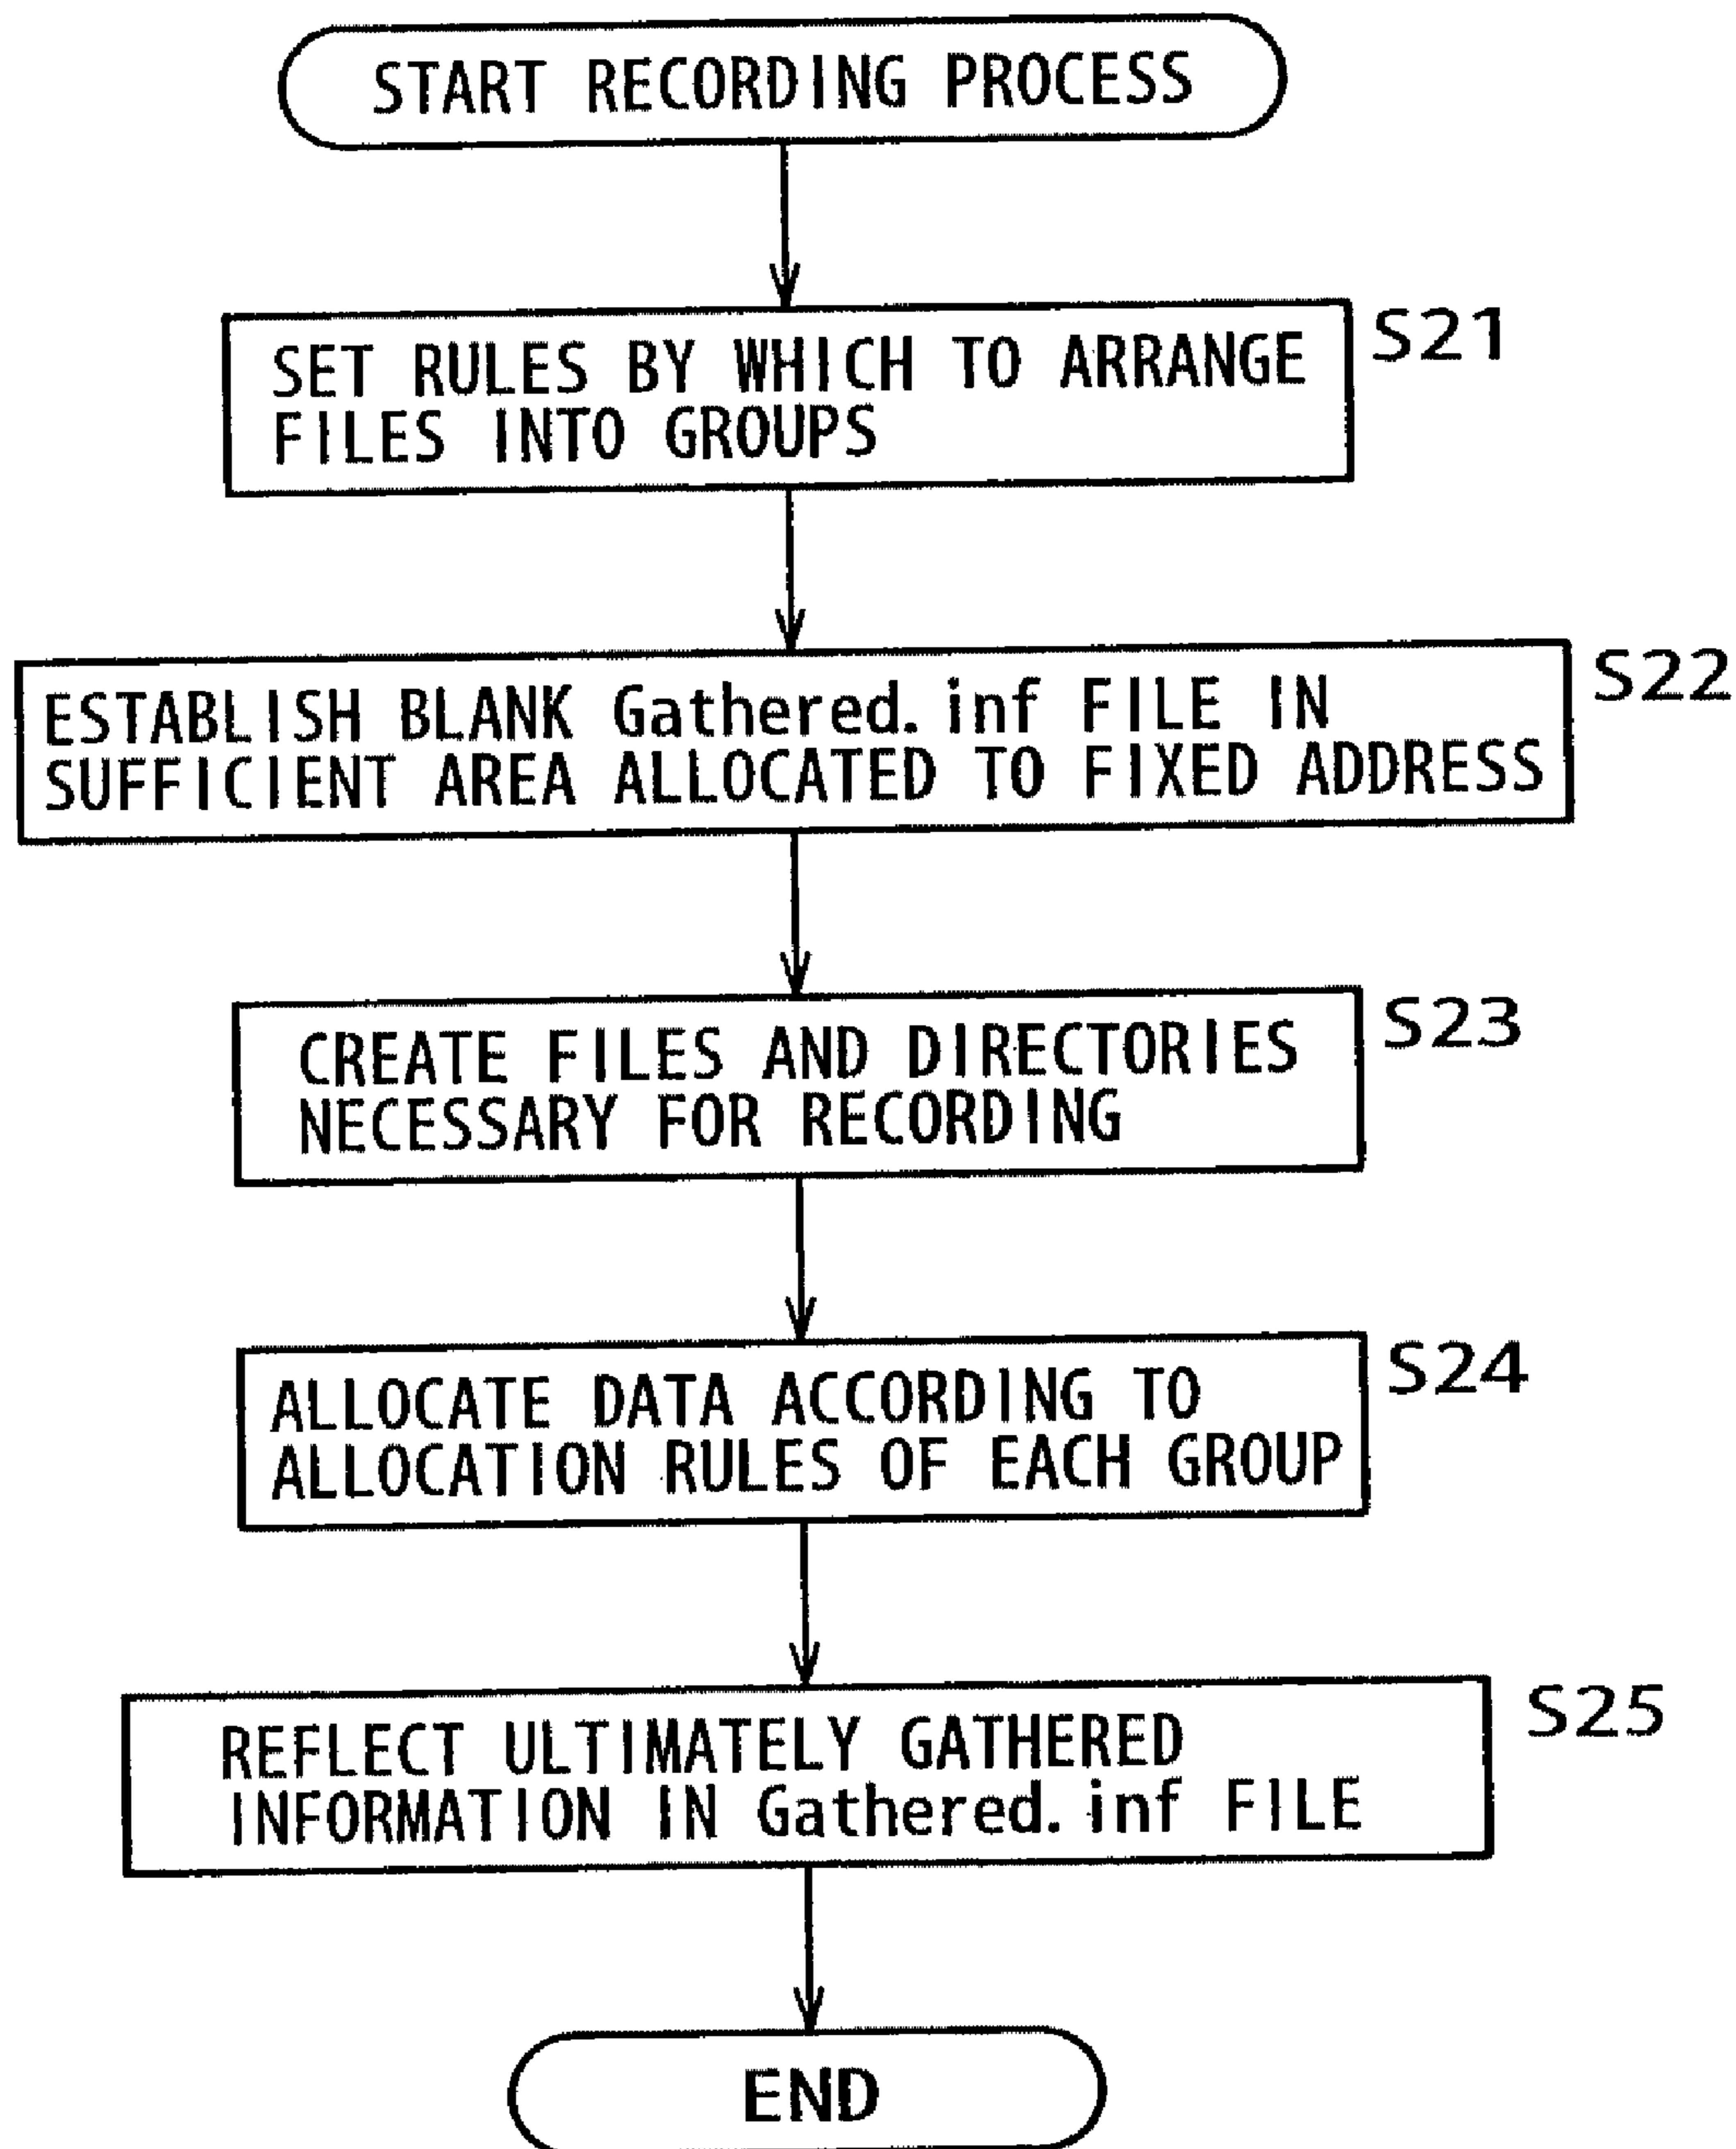 START RECORDING PROCESS
S21
SET RULES BY WHICH TO ARRANGE
FILES INTO GROUPS
S22
ESTABLISH BLANK Gathered.inf FILE IN
SUFFICIENT AREA ALLOCATED TO FIXED ADDRESS
S23
CREATE FILES AND DIRECTORIES
NECESSARY FOR RECORDING
S24
ALLOCATE DATA ACCORDING TO
ALLOCATION RULES OF EACH GROUP
S25
REFLECT ULTIMATELY GATHERED
INFORMATION IN Gathered.inf FILE
END